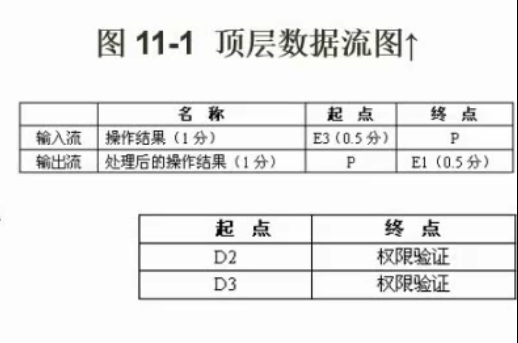 图 11-1 顶层数据流图↑
名 称 起 点 终 点
输入流 操作结果（1 分） E3（0.5 分） P
输出流 处理后的操作结果（1 分） P E1（0.5 分）
起 点 终 点
D2 权限验证
D3 权限验证